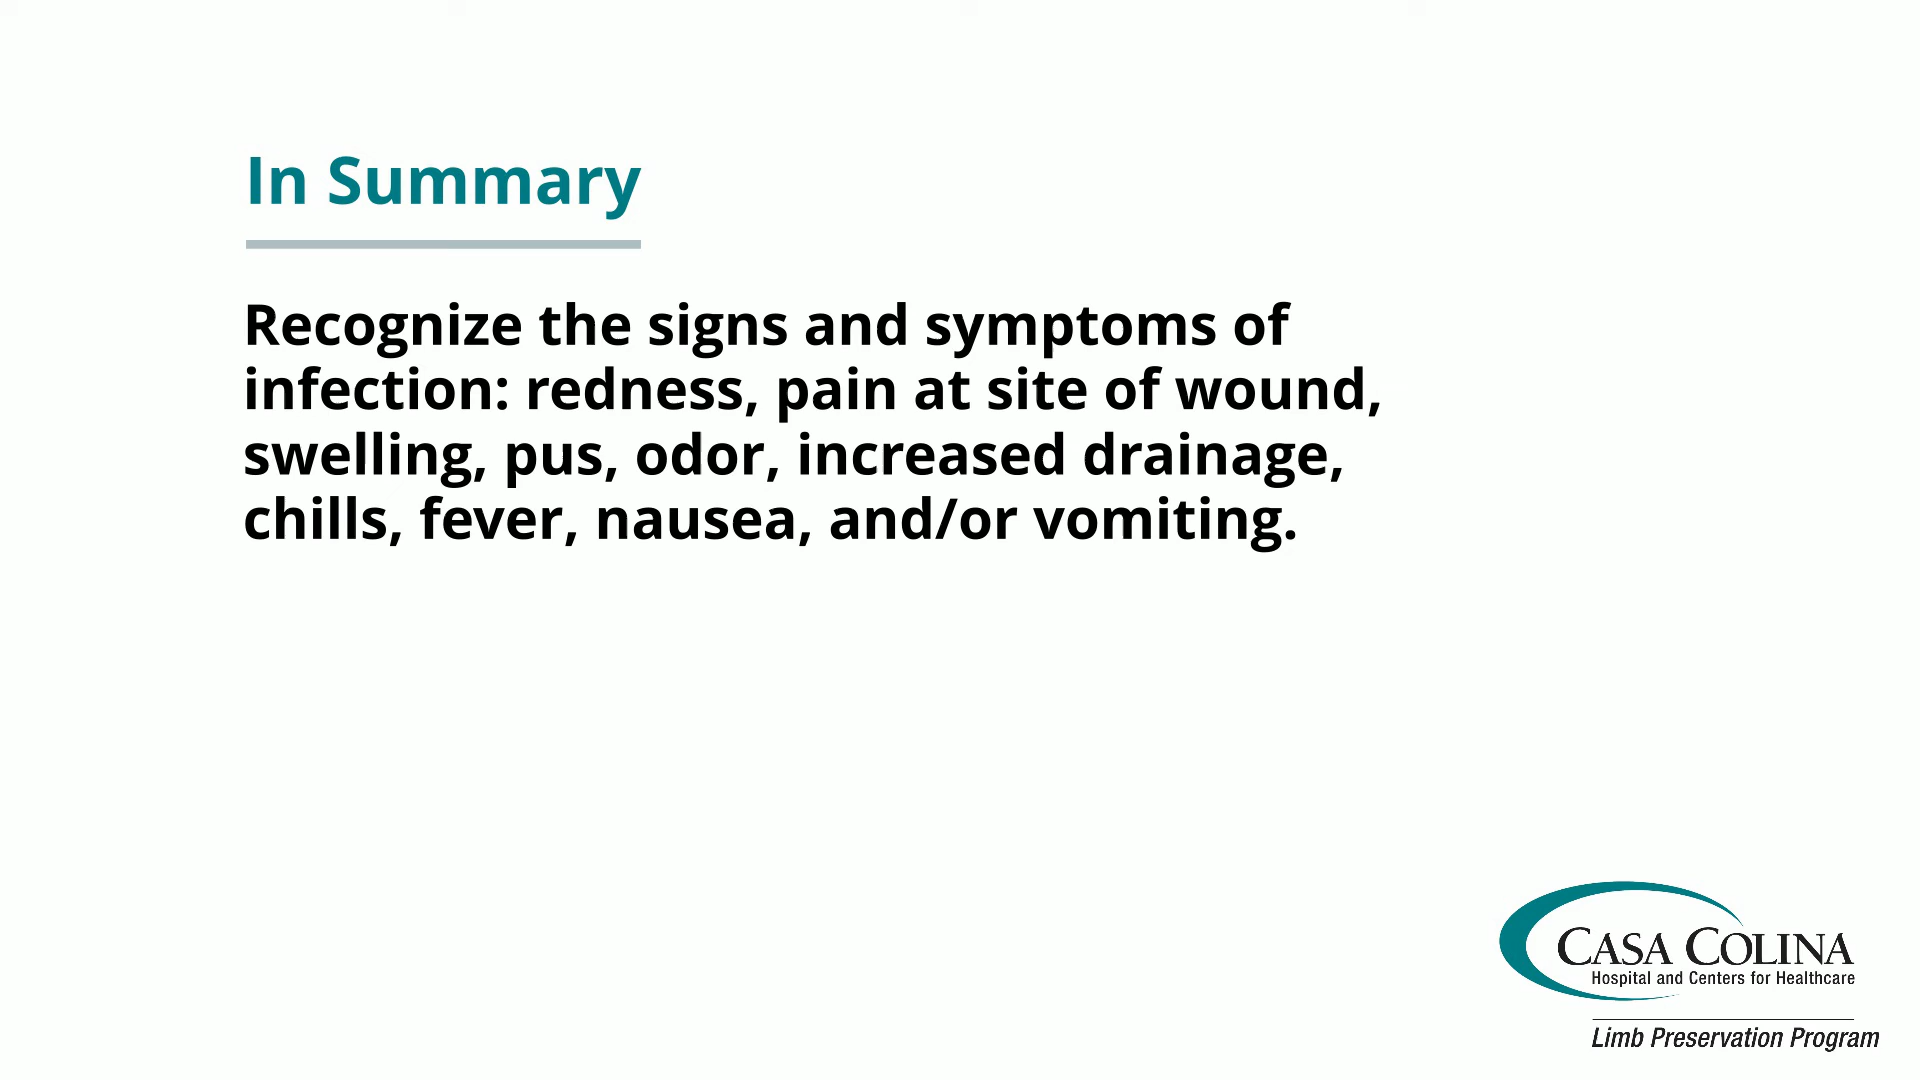 In Summary
Recognize the signs and symptoms of
infection: redness, pain at site of wound,
swelling, pus, odor, increased drainage,
chills, fever, nausea, and/or vomiting.
CASA COLINA
Hospital and Centers for Healthcare
Limb Preservation Program